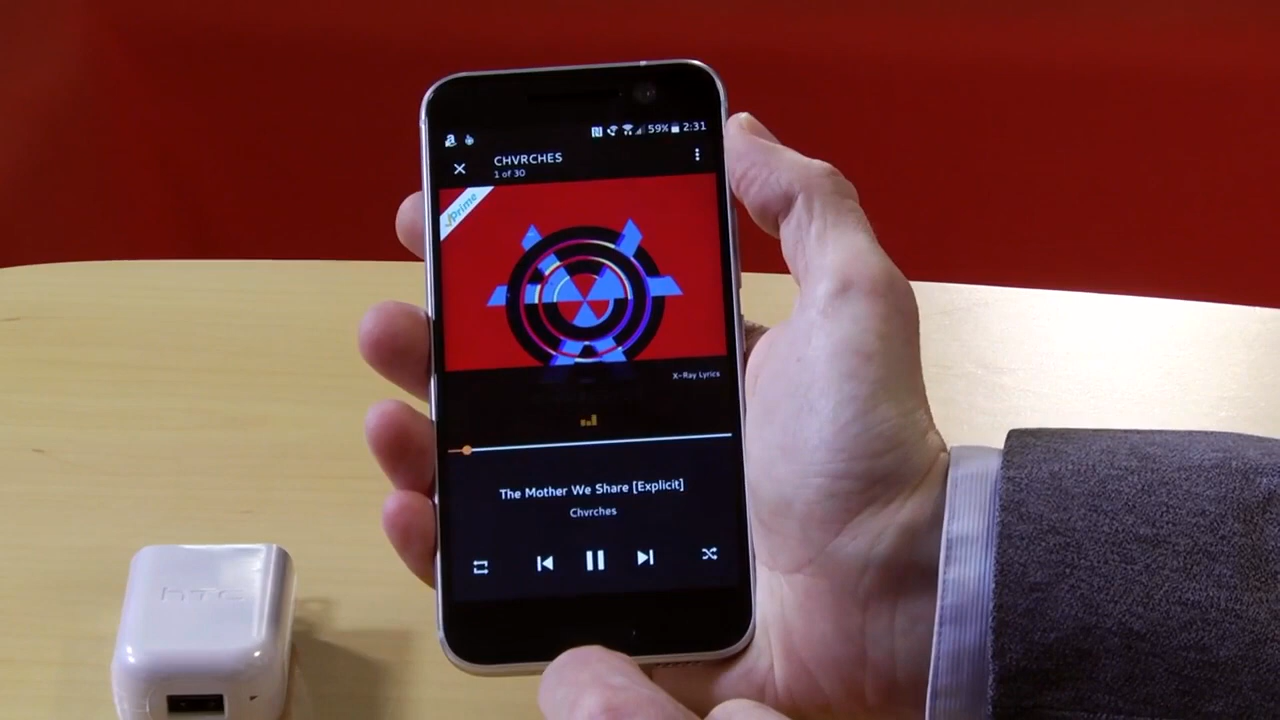 59% 2:31
CHVRCHES
1 of 30
Prime
X-Ray Lyrics
The Mother We Share [Explicit]
Chvrches
hTC